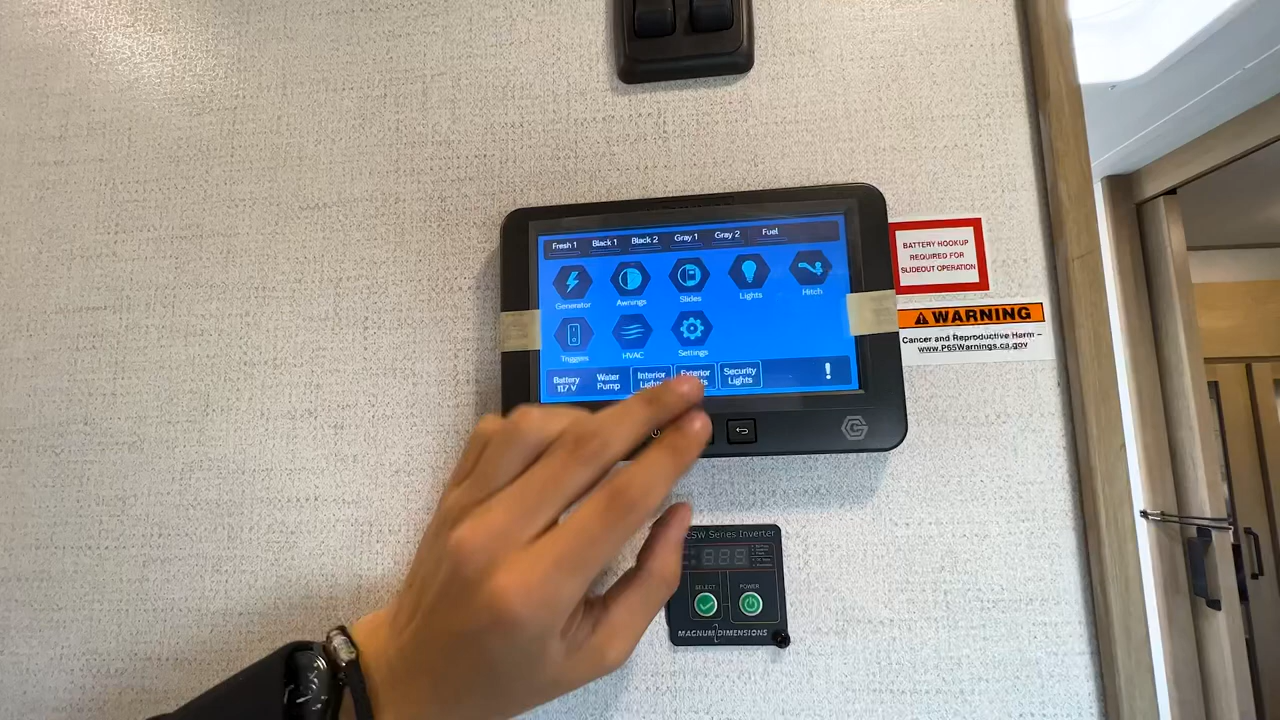 Fresh 1 Black 1 Black 2 Gray 1 Gray 2 Fuel
Generator Awnings Slides Lights Hitch
Triggers HVAC Settings
Battery
11.7 V
Water
Pump
Interior
Lights
Exterior
Security
Lights
!
BATTERY HOOKUP
REQUIRED FOR
SLIDEOUT OPERATION
WARNING
Cancer and Reproductive Harm –
www.P65Warnings.ca.gov
CSW Series Inverter
SELECT POWER
MAGNUM DIMENSIONS